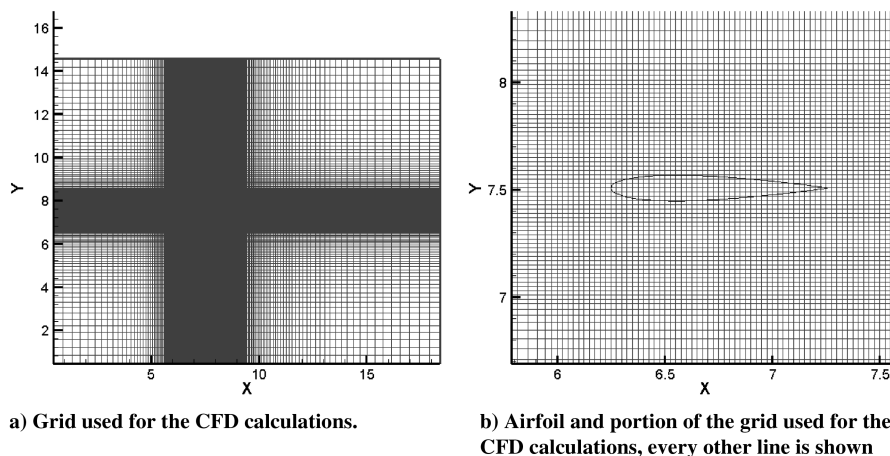 16
14
12
10
Y
8
6
4
2
5
10
15
X
8
Y
7.5
7
6
6.5
7
7.5
X
a) Grid used for the CFD calculations.
b) Airfoil and portion of the grid used for the
CFD calculations, every other line is shown